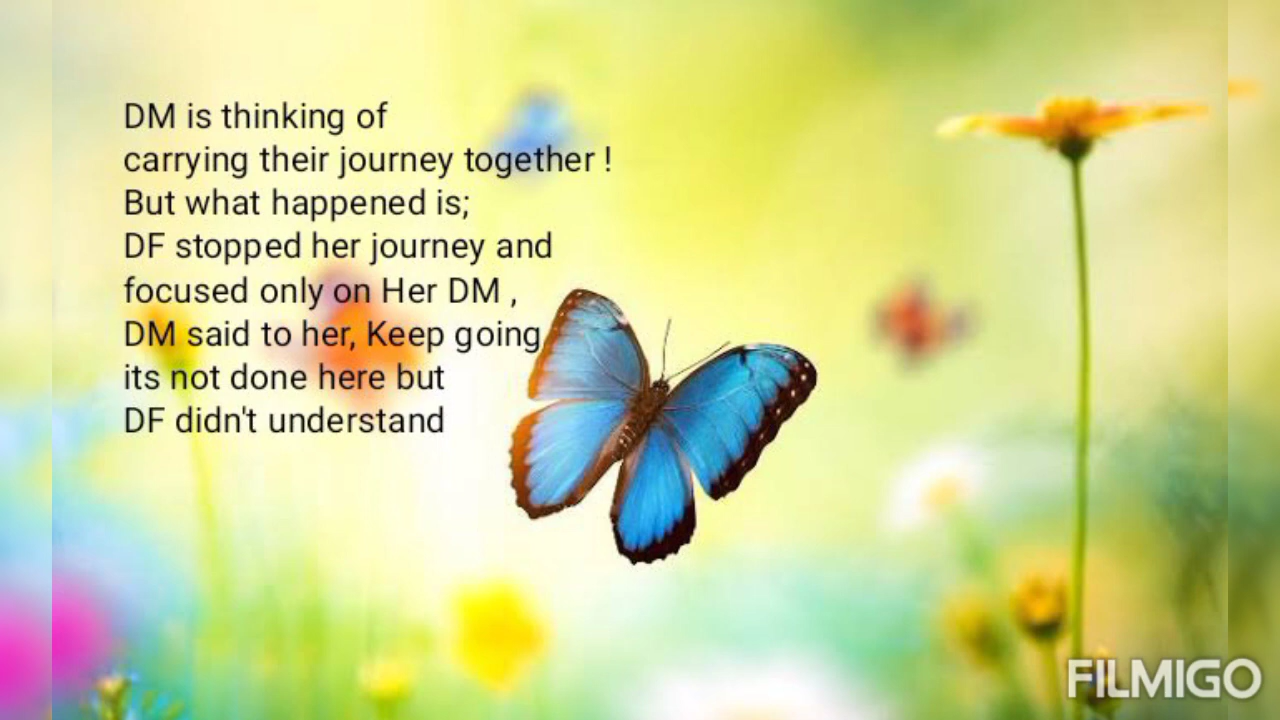 DM is thinking of
carrying their journey together !
But what happened is;
DF stopped her journey and
focused only on Her DM ,
DM said to her, Keep going
its not done here but
DF didn't understand
FILMIGO